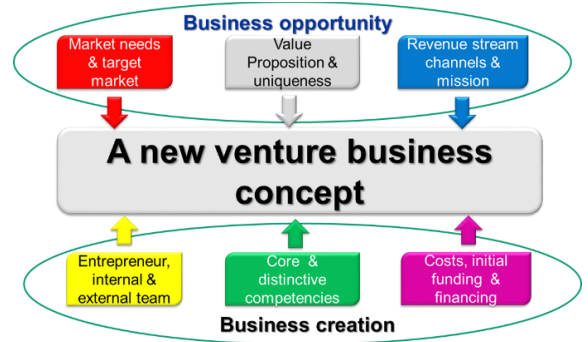 Business opportunity
Market needs
& target
market
Value
Proposition &
uniqueness
Revenue stream
channels &
mission
A new venture business
concept
Entrepreneur,
internal &
external team
Core &
distinctive
competencies
Costs, initial
funding &
financing
Business creation